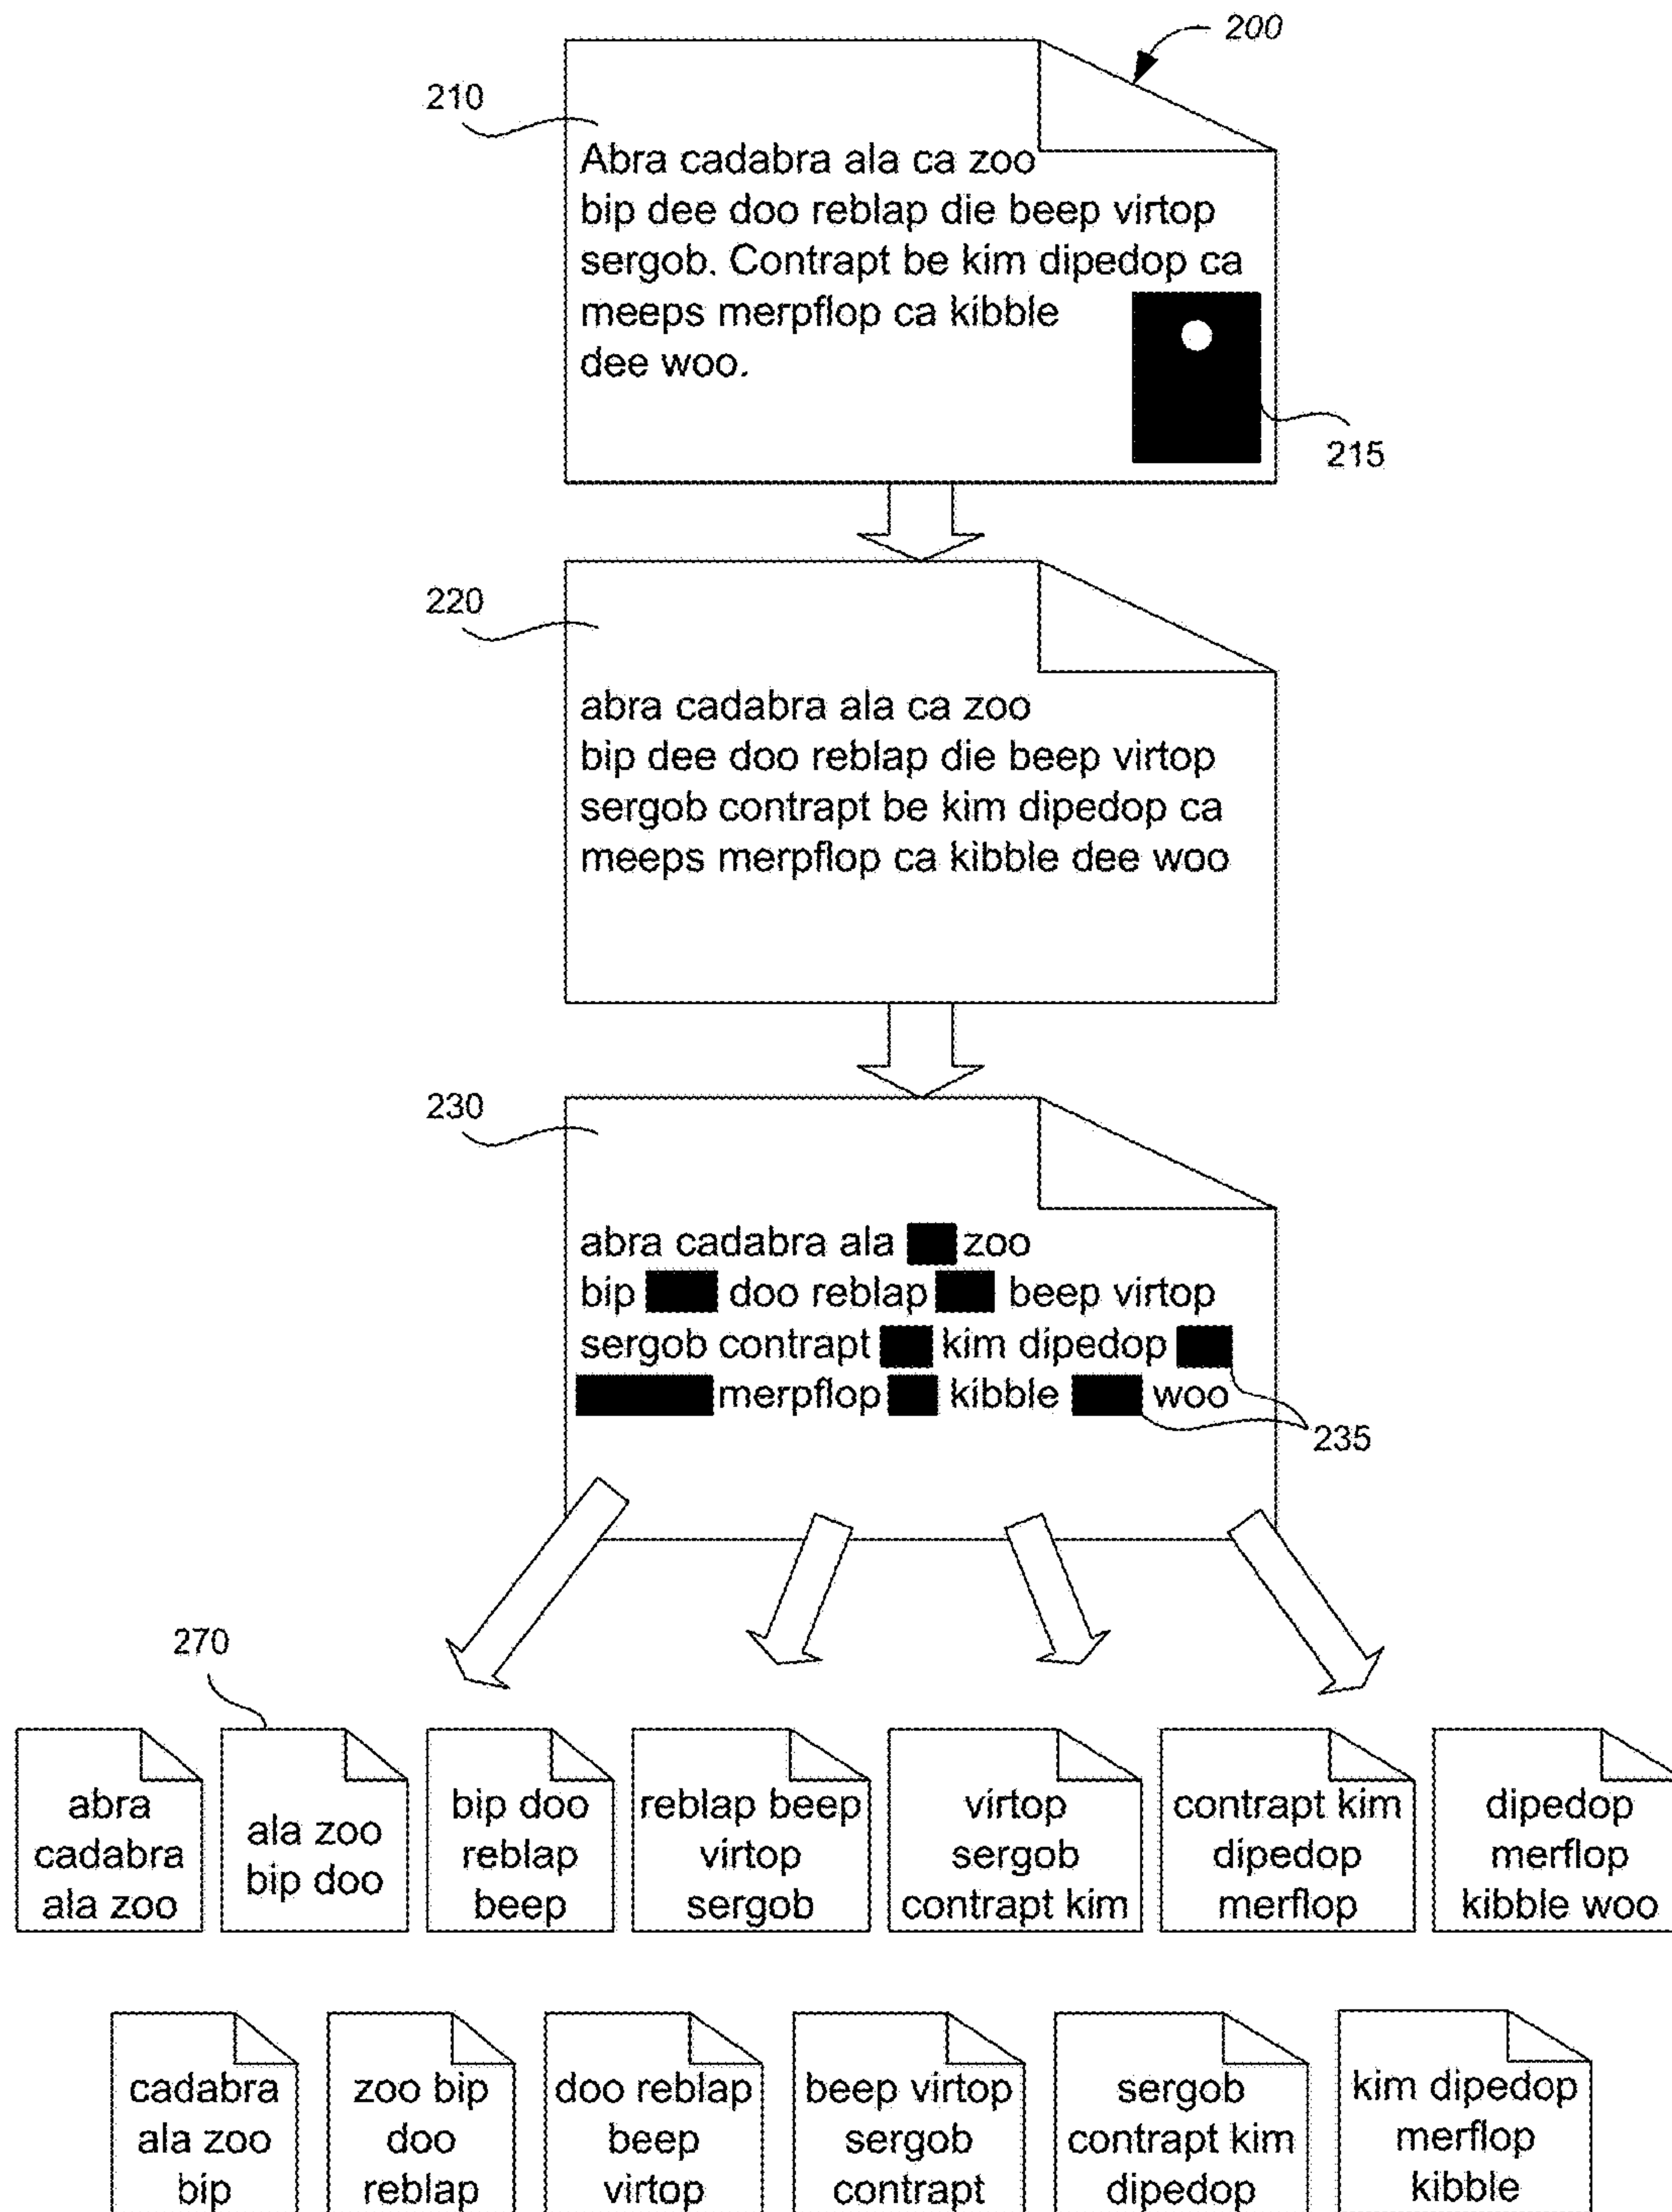 200
210
Abra cadabra ala ca zoo
bip dee doo reblap die beep virtop
sergob. Contrapt be kim dipedop ca
meeps merpflop ca kibble
dee woo.
215
220
abra cadabra ala ca zoo
bip dee doo reblap die beep virtop
sergob contrapt be kim dipedop ca
meeps merpflop ca kibble dee woo
230
abra cadabra ala zoo
bip doo reblap beep virtop
sergob contrapt kim dipedop
merpflop kibble woo
235
270
abra
cadabra
ala zoo
ala zoo
bip doo
bip doo
reblap
beep
reblap beep
virtop
sergob
virtop
sergob
contrapt kim
contrapt kim
dipedop
merflop
dipedop
merflop
kibble woo
cadabra
ala zoo
bip
zoo bip
doo
reblap
doo reblap
beep
virtop
beep virtop
sergob
contrapt
sergob
contrapt kim
dipedop
kim dipedop
merflop
kibble